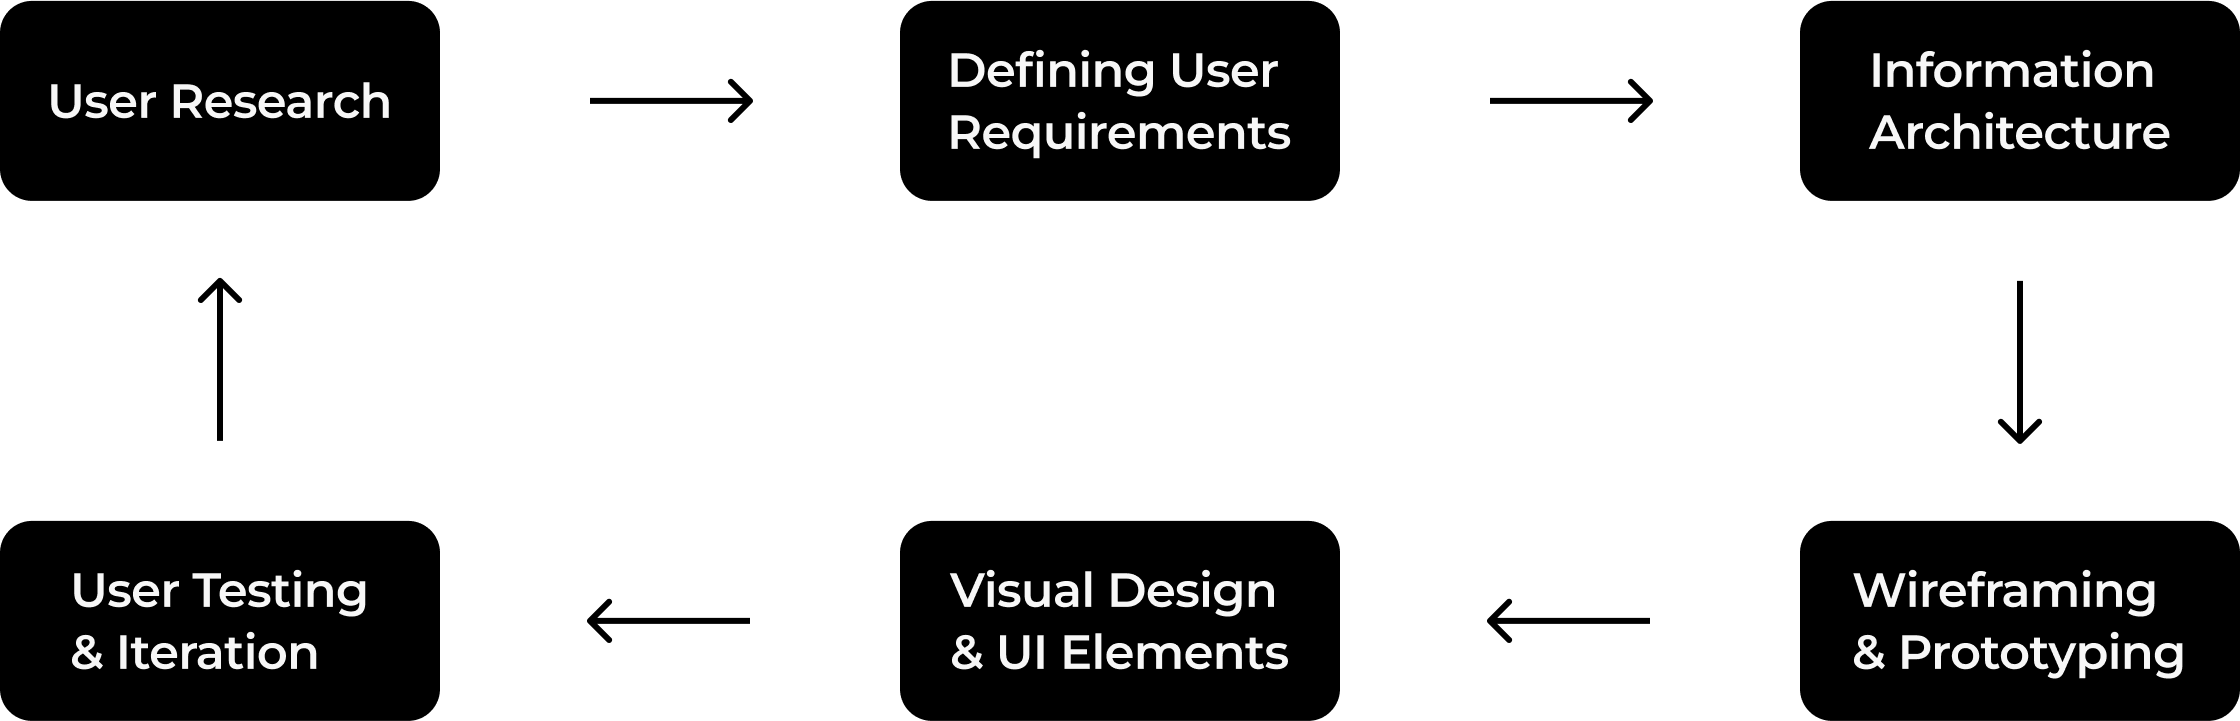 User Research
Defining User
Requirements
Information
Architecture
Wireframing
& Prototyping
Visual Design
& UI Elements
User Testing
& Iteration